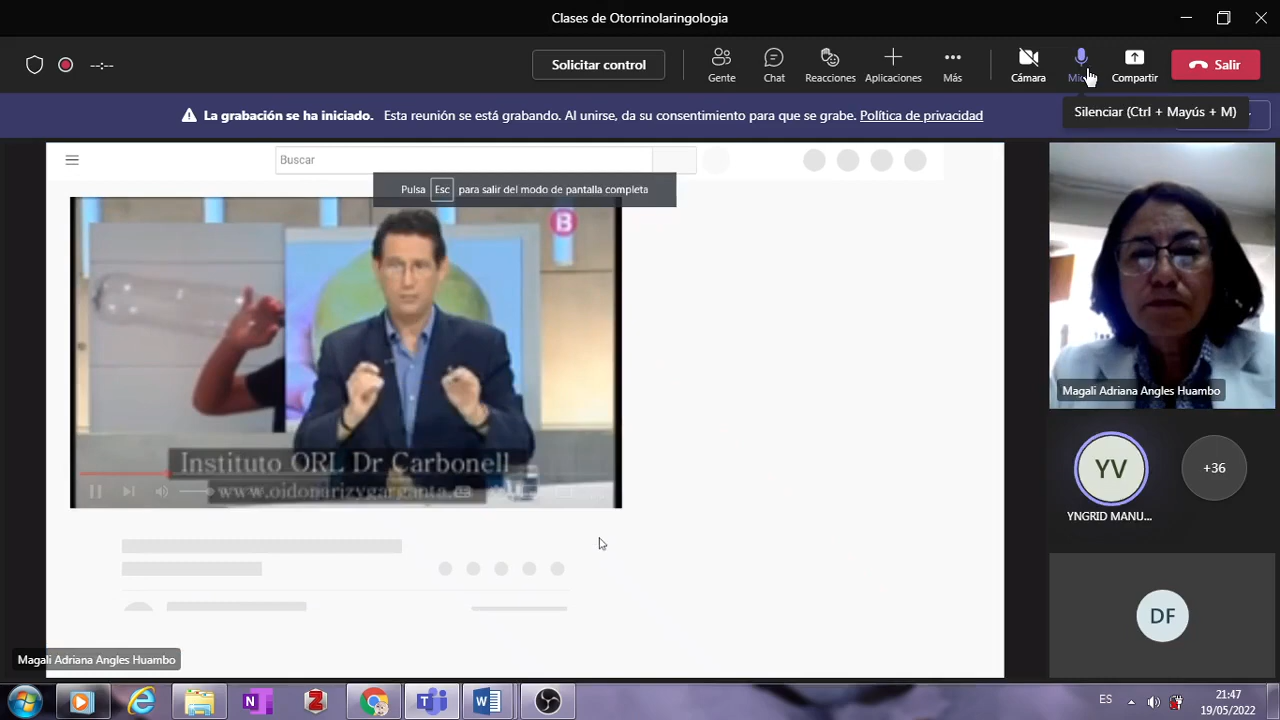 Clases de Otorrinolaringologia
--:--
Solicitar control
Gente
Chat
Reacciones
Aplicaciones
Más
Cámara
Compartir
Salir
La grabación se ha iniciado. Esta reunión se está grabando. Al unirse, da su consentimiento para que se grabe. Política de privacidad
Silenciar (Ctrl + Mayús + M)
Buscar
Pulsa Esc para salir del modo de pantalla completa
B
Instituto ORL Dr Carbonell
www.oidonarizygarganta.
Magali Adriana Angles Huambo
YV
+36
YNGRID MANU...
DF
Magali Adriana Angles Huambo
ES
21:47
19/05/2022